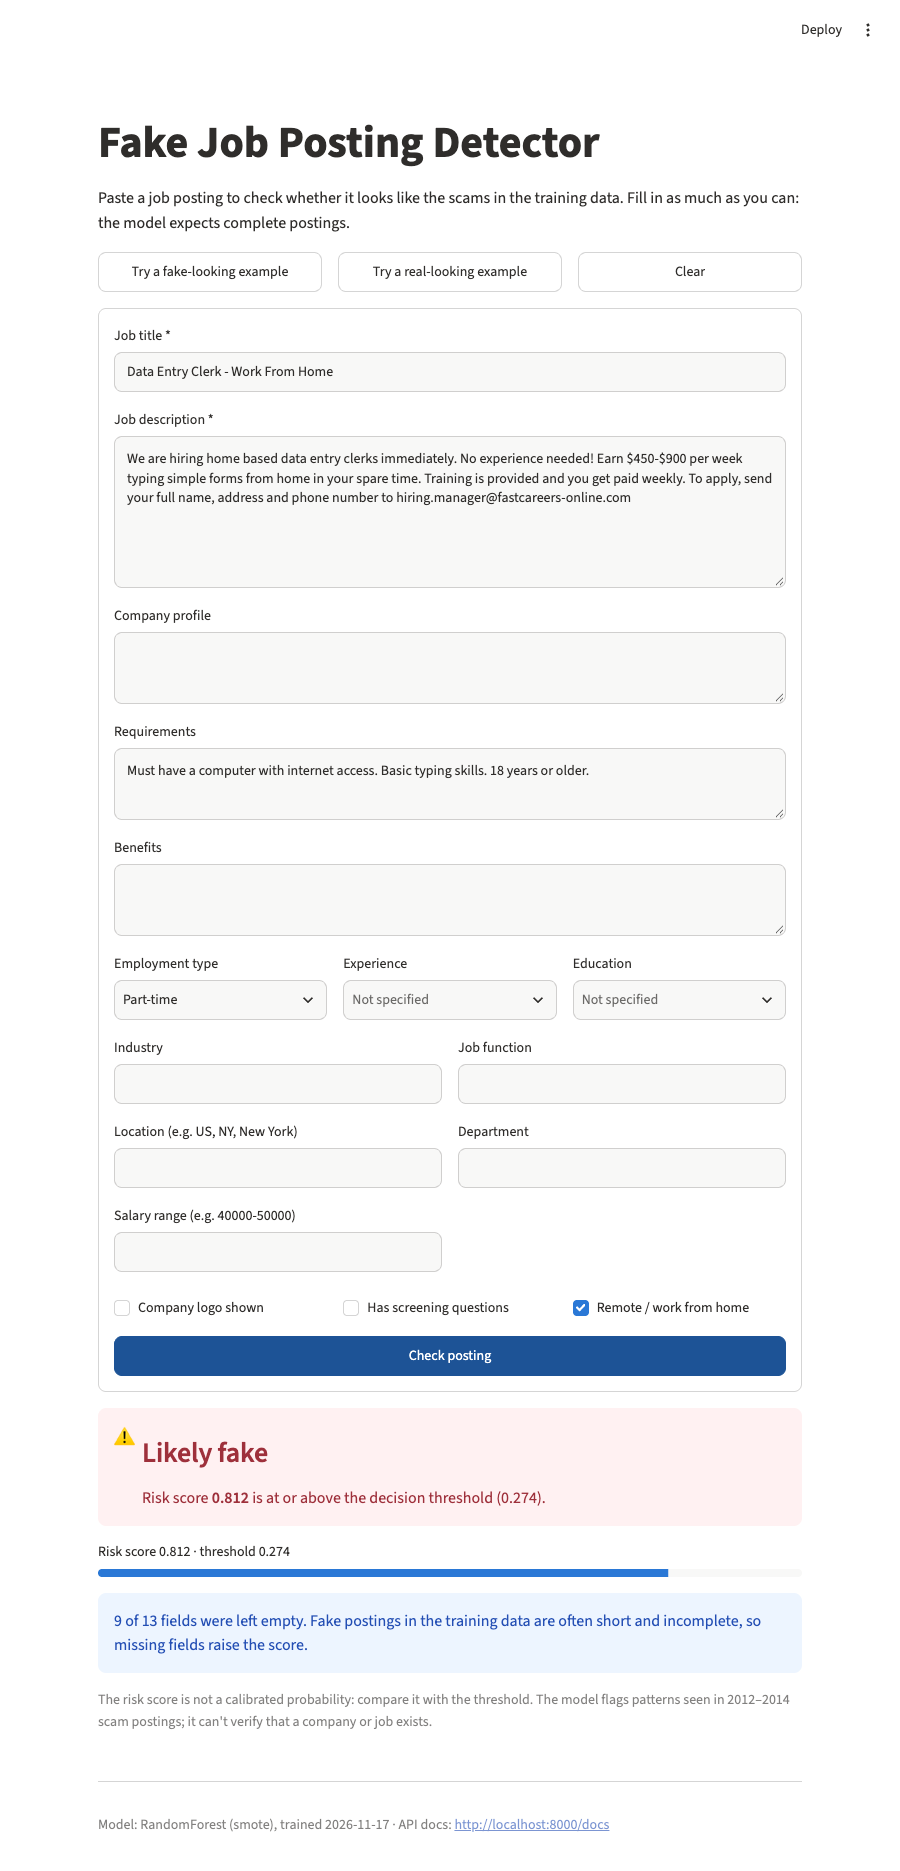 Deploy
Fake Job Posting Detector
Paste a job posting to check whether it looks like the scams in the training data. Fill in as much as you can:
the model expects complete postings.
Try a fake-looking example
Try a real-looking example
Clear
Job title *
Data Entry Clerk - Work From Home
Job description *
We are hiring home based data entry clerks immediately. No experience needed! Earn $450-$900 per week
typing simple forms from home in your spare time. Training is provided and you get paid weekly. To apply, send
your full name, address and phone number to hiring.manager@fastcareers-online.com
Company profile
Requirements
Must have a computer with internet access. Basic typing skills. 18 years or older.
Benefits
Employment type
Experience
Education
Part-time
Not specified
Not specified
Industry
Job function
Location (e.g. US, NY, New York)
Department
Salary range (e.g. 40000-50000)
Company logo shown
Has screening questions
Remote / work from home
Check posting
Likely fake
Risk score 0.812 is at or above the decision threshold (0.274).
Risk score 0.812 · threshold 0.274
9 of 13 fields were left empty. Fake postings in the training data are often short and incomplete, so
missing fields raise the score.
The risk score is not a calibrated probability: compare it with the threshold. The model flags patterns seen in 2012–2014
scam postings; it can't verify that a company or job exists.
Model: RandomForest (smote), trained 2026-11-17 · API docs: http://localhost:8000/docs